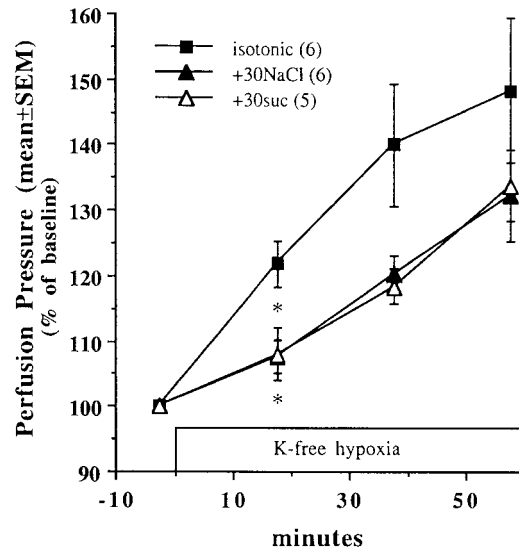 160
150
140
130
120
110
100
90
Perfusion Pressure (mean±SEM)
(% of baseline)
isotonic (6)
+30NaCl (6)
+30suc (5)
*
*
K-free hypoxia
-10 10 30 50
minutes